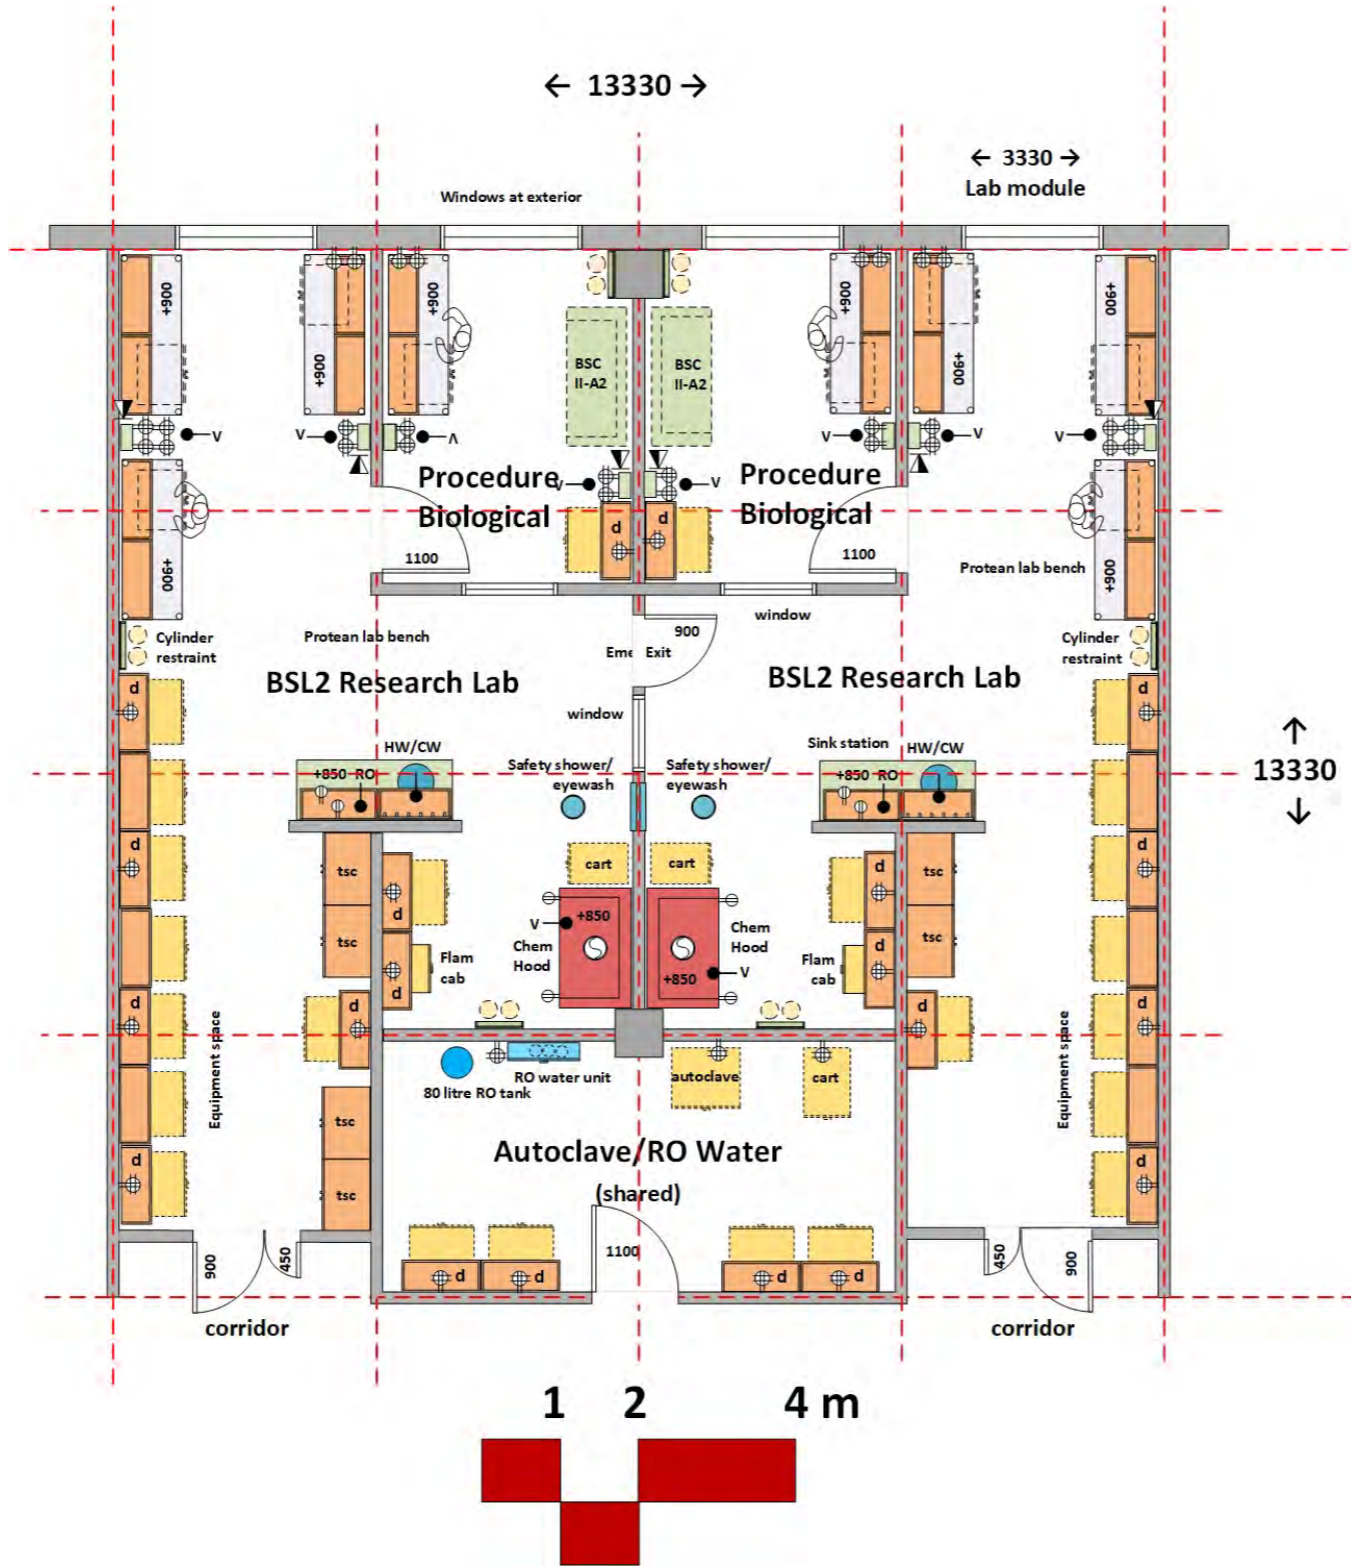 ← 13330 →
← 3330 →
Lab module
Windows at exterior
+900
+900
+900
+900
+900
+900
BSC
II-A2
BSC
II-A2
V
V
V
V
V
V
Procedure
Biological
Procedure
Biological
V
V
d
d
1100
1100
+900
+900
Protean lab bench
window
900
Cylinder
restraint
Protean lab bench
Eme
Exit
Cylinder
restraint
BSL2 Research Lab
BSL2 Research Lab
d
d
window
HW/CW
Sink station
HW/CW
Safety shower/
eyewash
Safety shower/
eyewash
+850 RO
+850 RO
13330
d
d
tsc
cart
cart
tsc
d
d
+850
V
Chem
Hood
Chem
Hood
tsc
Flam
cab
Flam
cab
tsc
d
d
+850
V
d
d
d
d
d
d
Equipment space
Equipment space
80 litre RO tank
RO water unit
autoclave
cart
tsc
Autoclave/RO Water
(shared)
d
d
tsc
900
450
1100
450
900
d
d
d
d
corridor
corridor
1 2 4 m